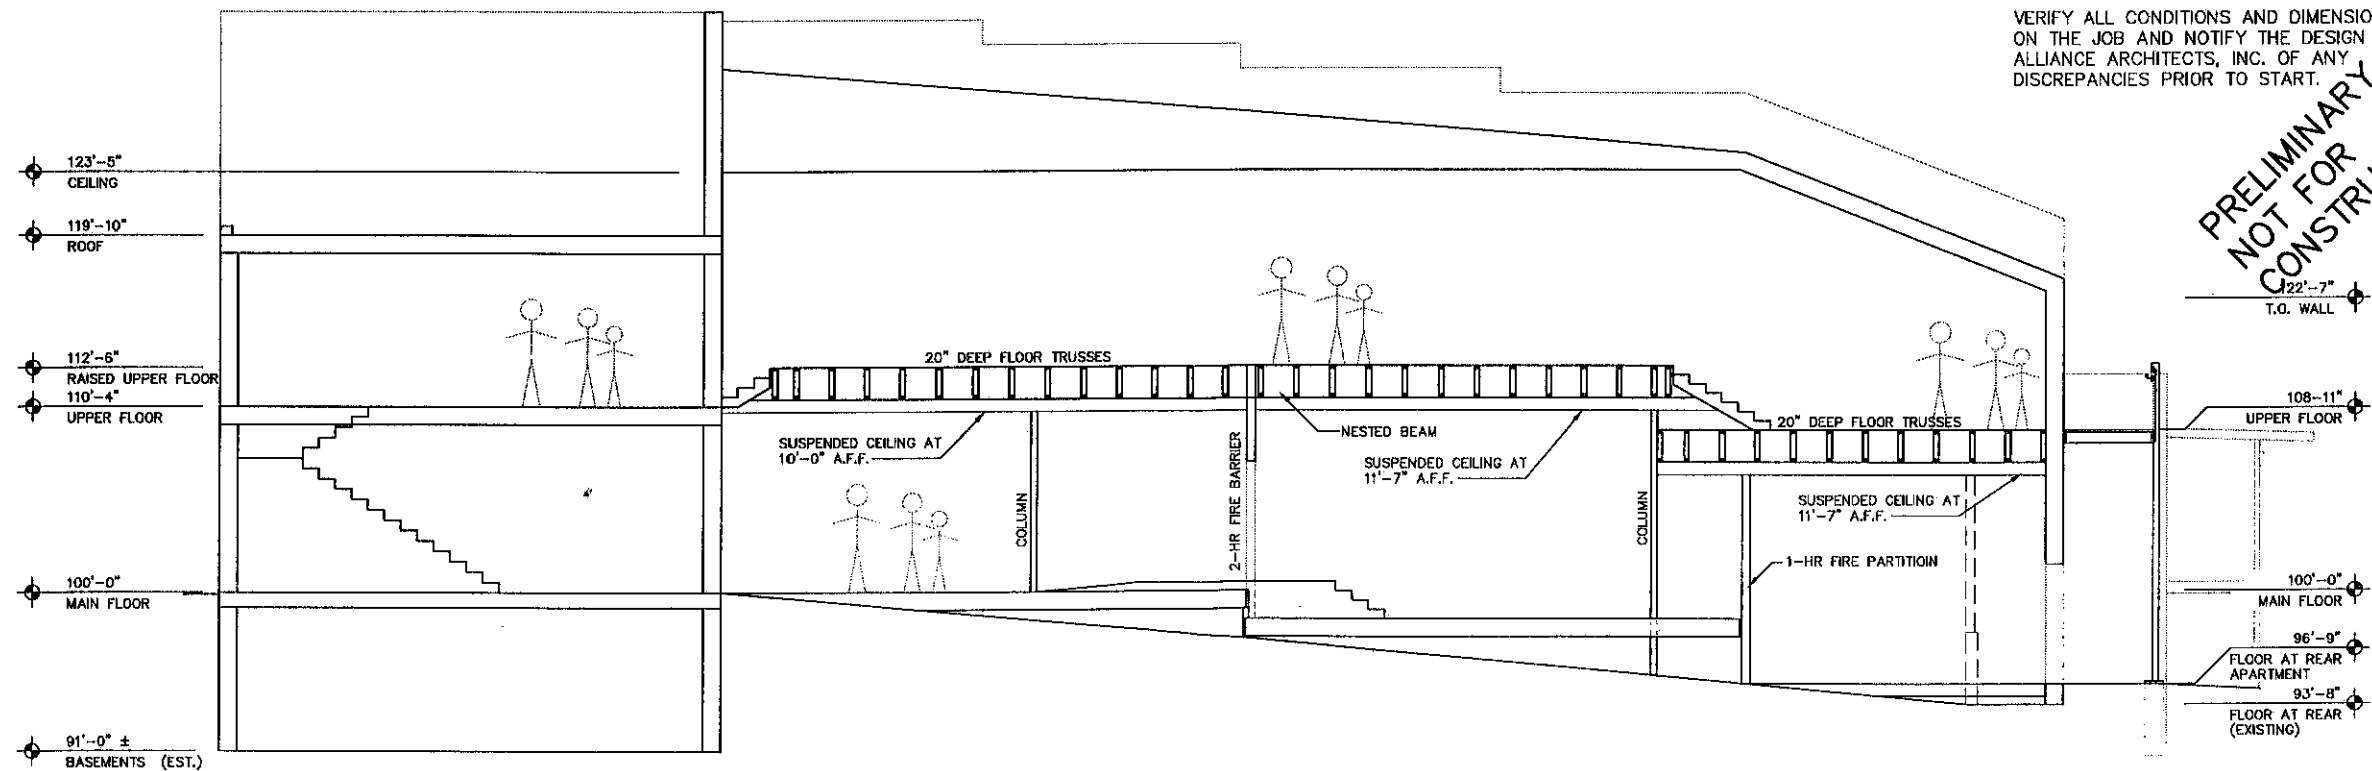 VERIFY ALL CONDITIONS AND DIMENSIO
ON THE JOB AND NOTIFY THE DESIGN
ALLIANCE ARCHITECTS, INC. OF ANY
DISCREPANCIES PRIOR TO START.
PRELIMINARY
NOT FOR
CONSTRU
123'-5"
CEILING
119'-10"
ROOF
112'-6"
RAISED UPPER FLOOR
110'-4"
UPPER FLOOR
100'-0"
MAIN FLOOR
91'-0" ±
BASEMENTS (EST.)
20" DEEP FLOOR TRUSSES
SUSPENDED CEILING AT
10'-0" A.F.F.
COLUMN
2-HR FIRE BARRIER
NESTED BEAM
SUSPENDED CEILING AT
11'-7" A.F.F.
COLUMN
20" DEEP FLOOR TRUSSES
SUSPENDED CEILING AT
11'-7" A.F.F.
1-HR FIRE PARTITIOIN
122'-7"
T.O. WALL
108-11"
UPPER FLOOR
100'-0"
MAIN FLOOR
96'-9"
FLOOR AT REAR
APARTMENT
93'-8"
FLOOR AT REAR
(EXISTING)